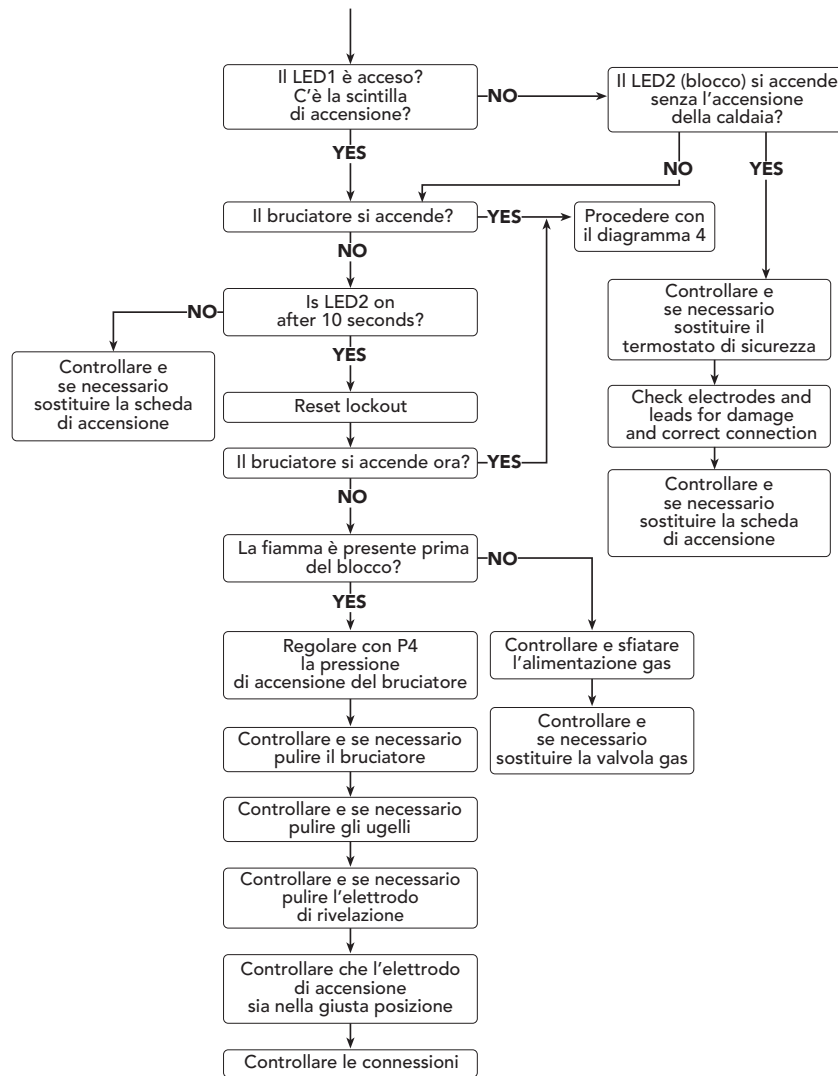 Il LED1 è acceso?
C'è la scintilla
di accensione?
NO
Il LED2 (blocco) si accende
senza l'accensione
della caldaia?
YES
NO
YES
Il bruciatore si accende?
YES
Procedere con
il diagramma 4
NO
Is LED2 on
after 10 seconds?
NO
Controllare e
se necessario
sostituire la scheda
di accensione
YES
Reset lockout
Il bruciatore si accende ora?
YES
NO
Controllare e
se necessario
sostituire il
termostato di sicurezza
Check electrodes and
leads for damage
and correct connection
Controllare e
se necessario
sostituire la scheda
di accensione
La fiamma è presente prima
del blocco?
NO
YES
Regolare con P4
la pressione
di accensione del bruciatore
Controllare e sfiatare
l'alimentazione gas
Controllare e
se necessario
sostituire la valvola gas
Controllare e se necessario
pulire il bruciatore
Controllare e se necessario
pulire gli ugelli
Controllare e se necessario
pulire l'elettrodo
di rivelazione
Controllare che l'elettrodo
di accensione
sia nella giusta posizione
Controllare le connessioni